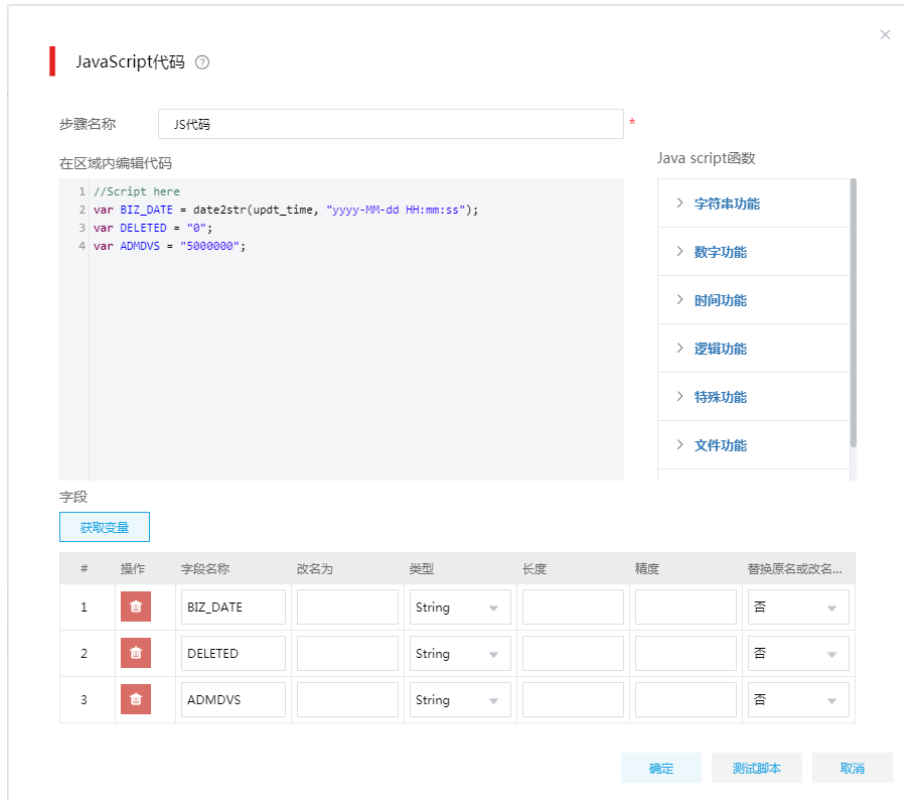 JavaScript代码
步骤名称 JS代码 *
在区域内编辑代码
1 //Script here
2 var BIZ_DATE = date2str(updt_time, "yyyy-MM-dd HH:mm:ss");
3 var DELETED = "0";
4 var ADMDVS = "5000000";
Java script函数
字符串功能
数字功能
时间功能
逻辑功能
特殊功能
文件功能
字段
获取变量
# 操作 字段名称 改名为 类型 长度 精度 替换原名或改名...
1 BIZ_DATE String 否
2 DELETED String 否
3 ADMDVS String 否
确定 测试脚本 取消